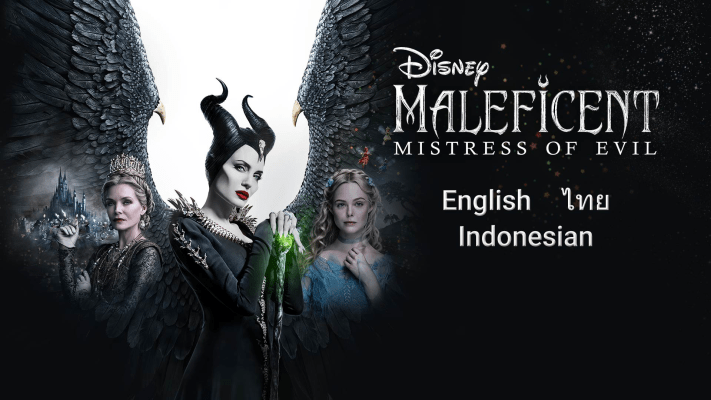 Disney
MALEFICENT
MISTRESS OF EVIL
English ไทย
Indonesian